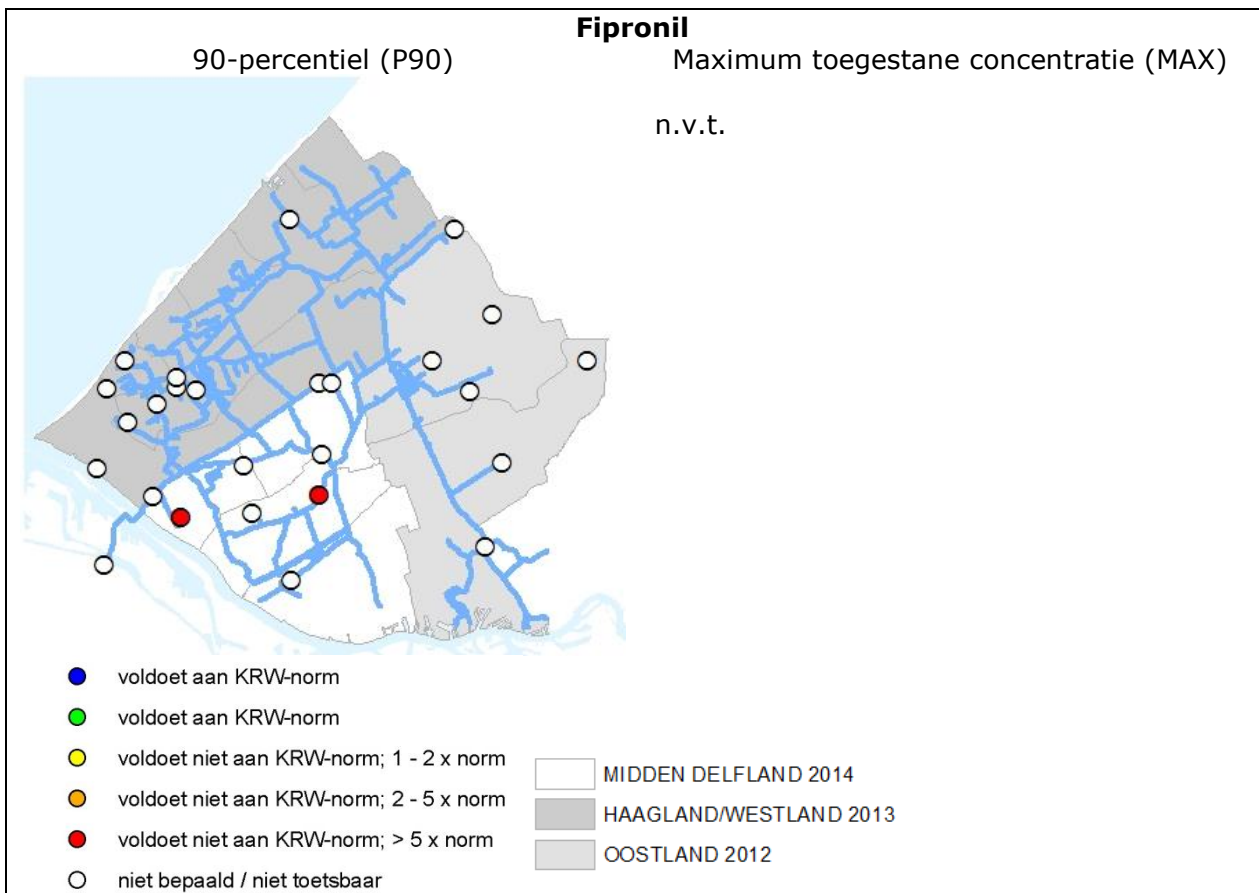 Fipronil
90-percentiel (P90)
Maximum toegestane concentratie (MAX)
n.v.t.
voldoet aan KRW-norm
voldoet aan KRW-norm
voldoet niet aan KRW-norm; 1 - 2 x norm
voldoet niet aan KRW-norm; 2 - 5 x norm
voldoet niet aan KRW-norm; > 5 x norm
niet bepaald / niet toetsbaar
MIDDEN DELFLAND 2014
HAAGLAND/WESTLAND 2013
OOSTLAND 2012